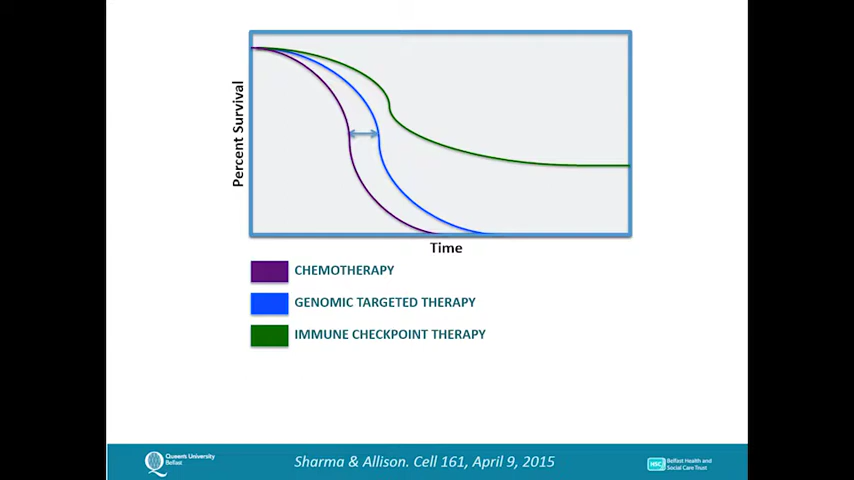 Percent Survival
Time
CHEMOTHERAPY
GENOMIC TARGETED THERAPY
IMMUNE CHECKPOINT THERAPY
Queen's University
Belfast
Sharma & Allison. Cell 161, April 9, 2015
HSC
Belfast Health and
Social Care Trust